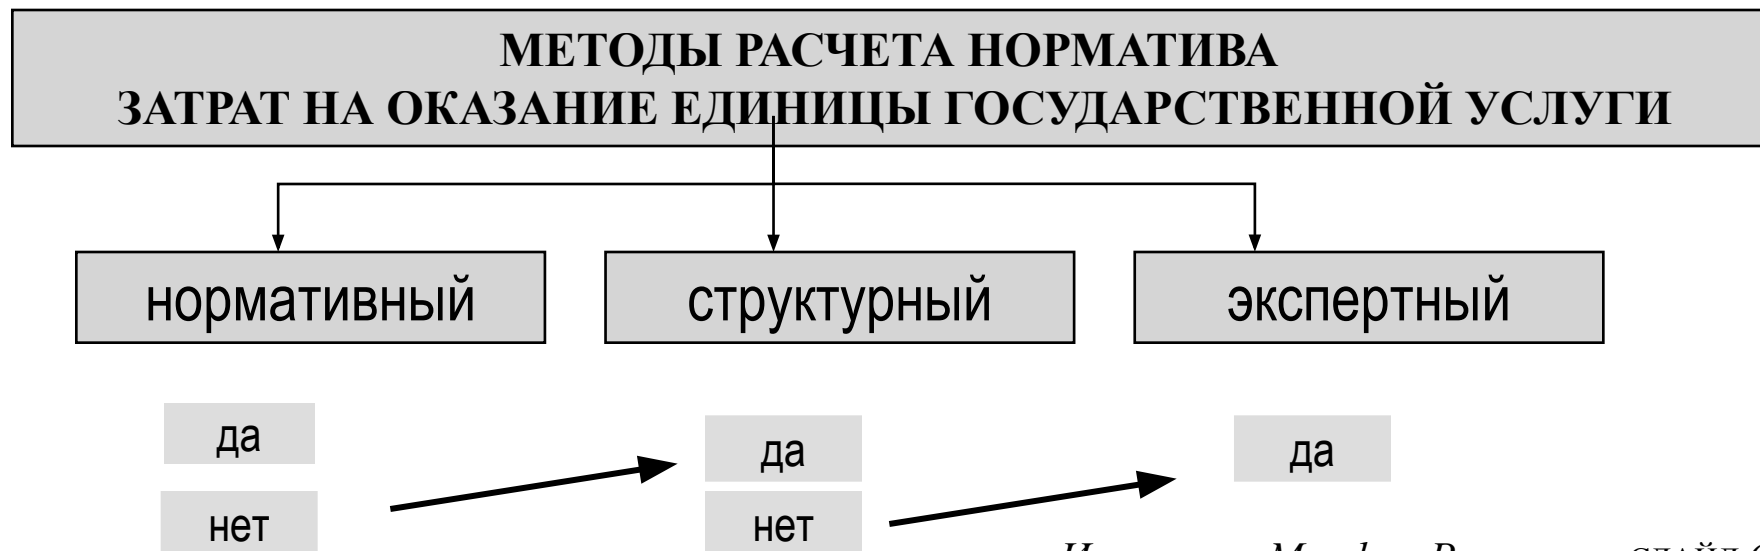 МЕТОДЫ РАСЧЕТА НОРМАТИВА
ЗАТРАТ НА ОКАЗАНИЕ ЕДИНИЦЫ ГОСУДАРСТВЕННОЙ УСЛУГИ
нормативный структурный экспертный
да да да
нет нет